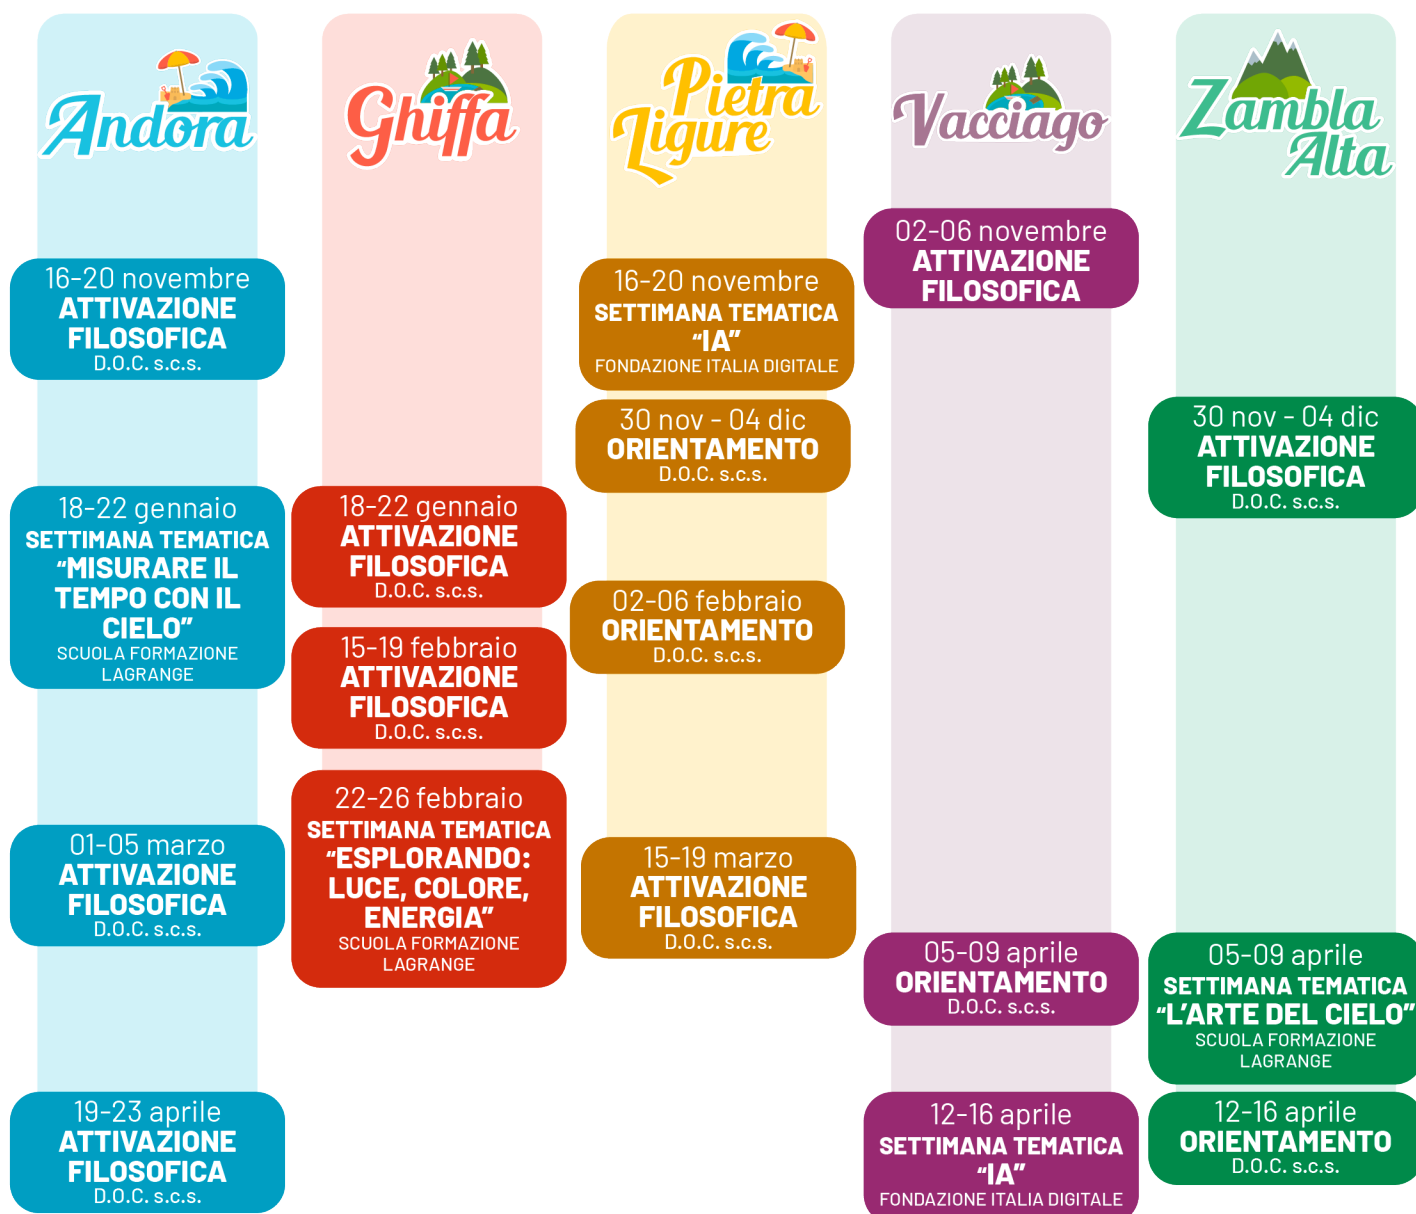 Andora
16-20 novembre
ATTIVAZIONE
FILOSOFICA
D.O.C. s.c.s.
18-22 gennaio
SETTIMANA TEMATICA
“MISURARE IL
TEMPO CON IL
CIELO”
SCUOLA FORMAZIONE
LAGRANGE
01-05 marzo
ATTIVAZIONE
FILOSOFICA
D.O.C. s.c.s.
19-23 aprile
ATTIVAZIONE
FILOSOFICA
D.O.C. s.c.s.
Ghiffa
18-22 gennaio
ATTIVAZIONE
FILOSOFICA
D.O.C. s.c.s.
15-19 febbraio
ATTIVAZIONE
FILOSOFICA
D.O.C. s.c.s.
22-26 febbraio
SETTIMANA TEMATICA
“ESPLORANDO:
LUCE, COLORE,
ENERGIA”
SCUOLA FORMAZIONE
LAGRANGE
Pietra
Ligure
16-20 novembre
SETTIMANA TEMATICA
“IA”
FONDAZIONE ITALIA DIGITALE
30 nov - 04 dic
ORIENTAMENTO
D.O.C. s.c.s.
02-06 febbraio
ORIENTAMENTO
D.O.C. s.c.s.
15-19 marzo
ATTIVAZIONE
FILOSOFICA
D.O.C. s.c.s.
Vacciago
02-06 novembre
ATTIVAZIONE
FILOSOFICA
05-09 aprile
ORIENTAMENTO
D.O.C. s.c.s.
12-16 aprile
SETTIMANA TEMATICA
“IA”
FONDAZIONE ITALIA DIGITALE
Zambla
Alta
30 nov - 04 dic
ATTIVAZIONE
FILOSOFICA
D.O.C. s.c.s.
05-09 aprile
SETTIMANA TEMATICA
“L’ARTE DEL CIELO”
SCUOLA FORMAZIONE
LAGRANGE
12-16 aprile
ORIENTAMENTO
D.O.C. s.c.s.